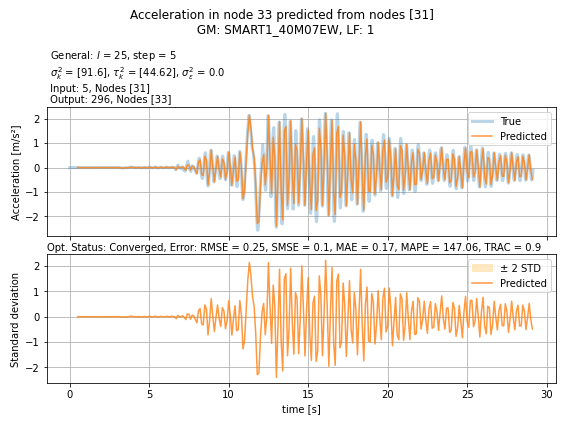 Acceleration in node 33 predicted from nodes [31]
GM: SMART1_40M07EW, LF: 1
General: l = 25, step = 5
σ²ₖ = [91.6], τ²ₖ = [44.62], σ²ε = 0.0
Input: 5, Nodes [31]
Output: 296, Nodes [33]
Acceleration [m/s²]
2
1
0
−1
−2
True
Predicted
Opt. Status: Converged, Error: RMSE = 0.25, SMSE = 0.1, MAE = 0.17, MAPE = 147.06, TRAC = 0.9
Standard deviation
2
1
0
−1
−2
± 2 STD
Predicted
0 5 10 15 20 25 30
time [s]